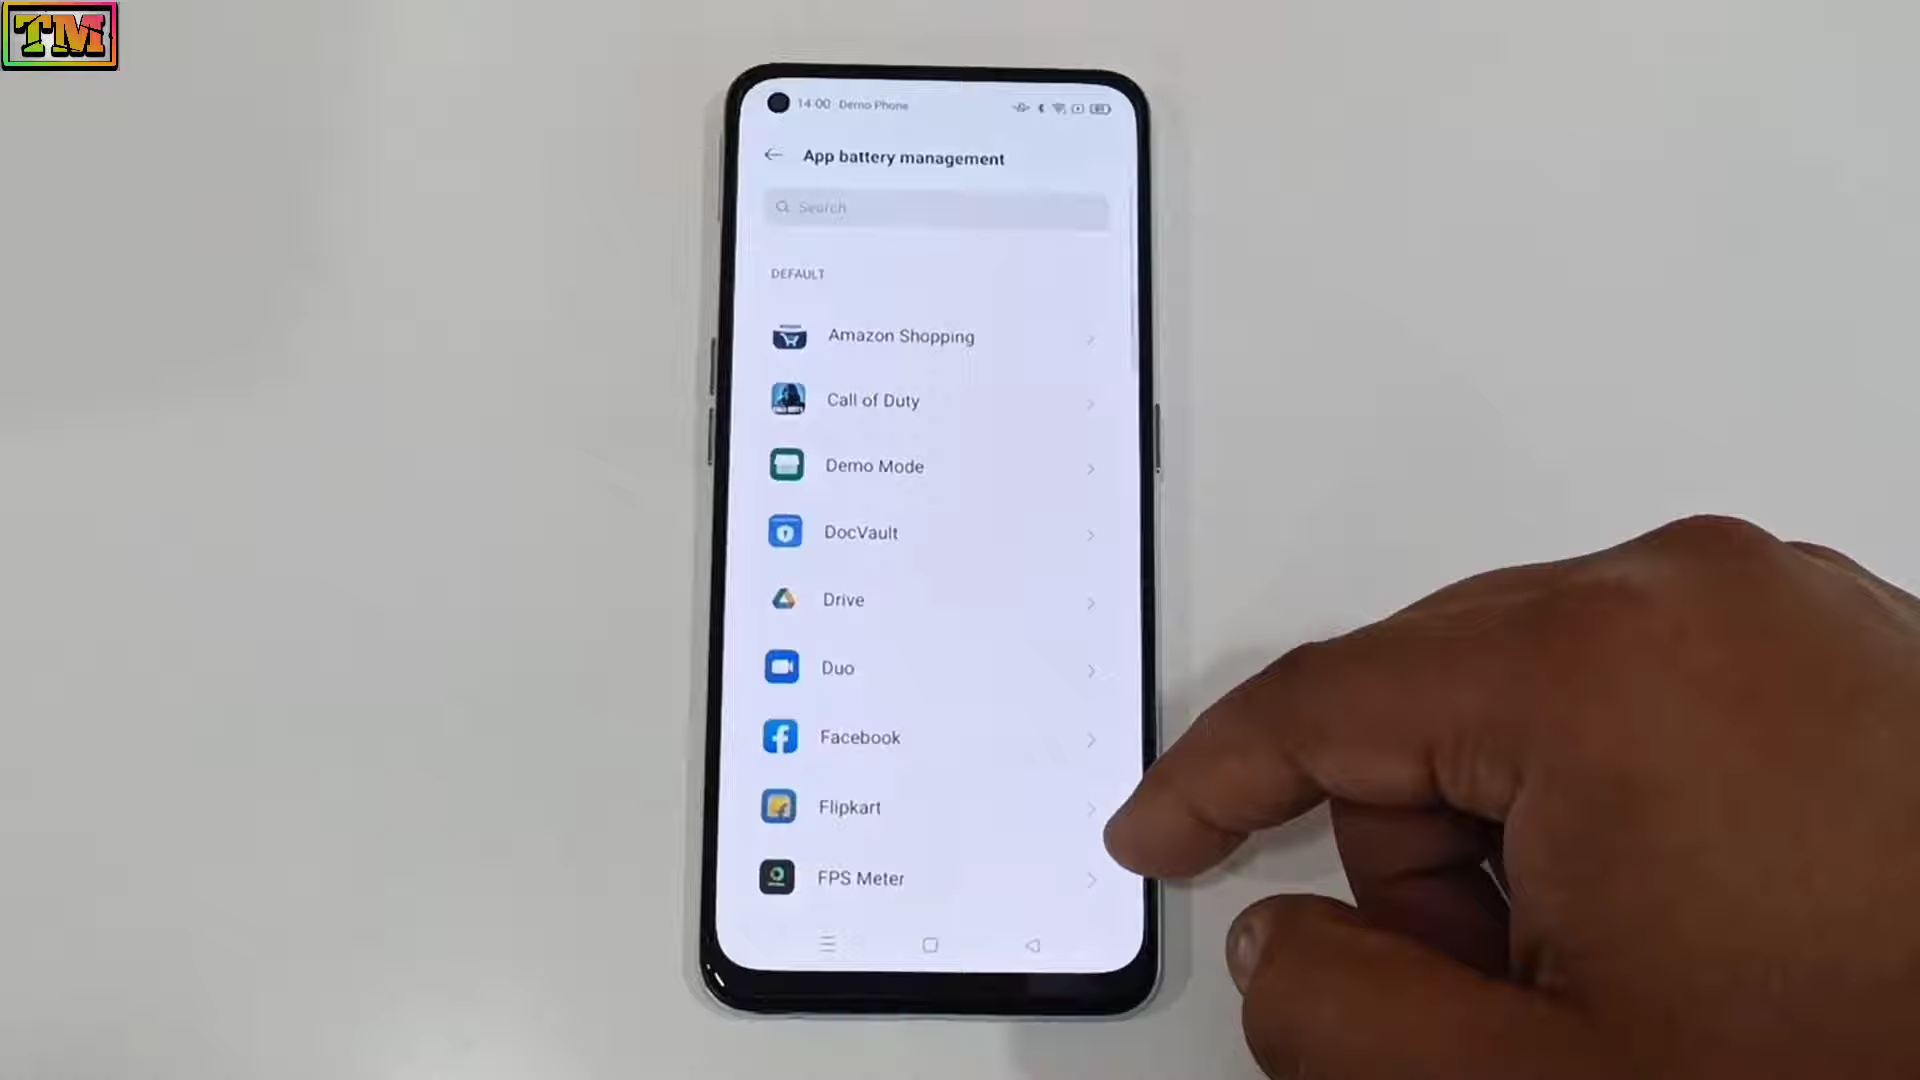 TM
14:00 Demo Phone
App battery management
Search
DEFAULT
Amazon Shopping
Call of Duty
Demo Mode
DocVault
Drive
Duo
Facebook
Flipkart
FPS Meter